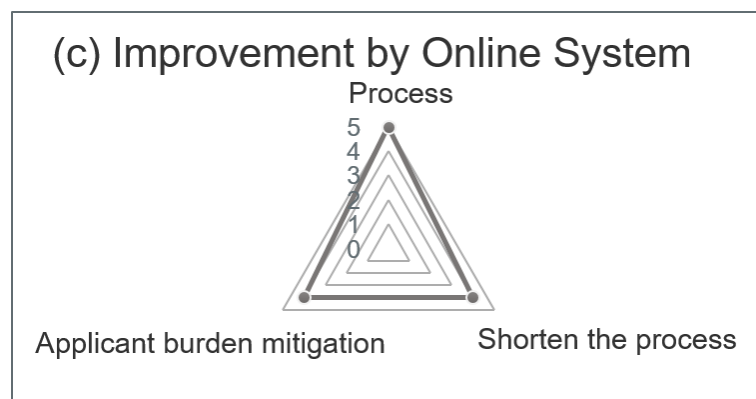 (c) Improvement by Online System
Process
5
4
3
2
1
0
Applicant burden mitigation
Shorten the process